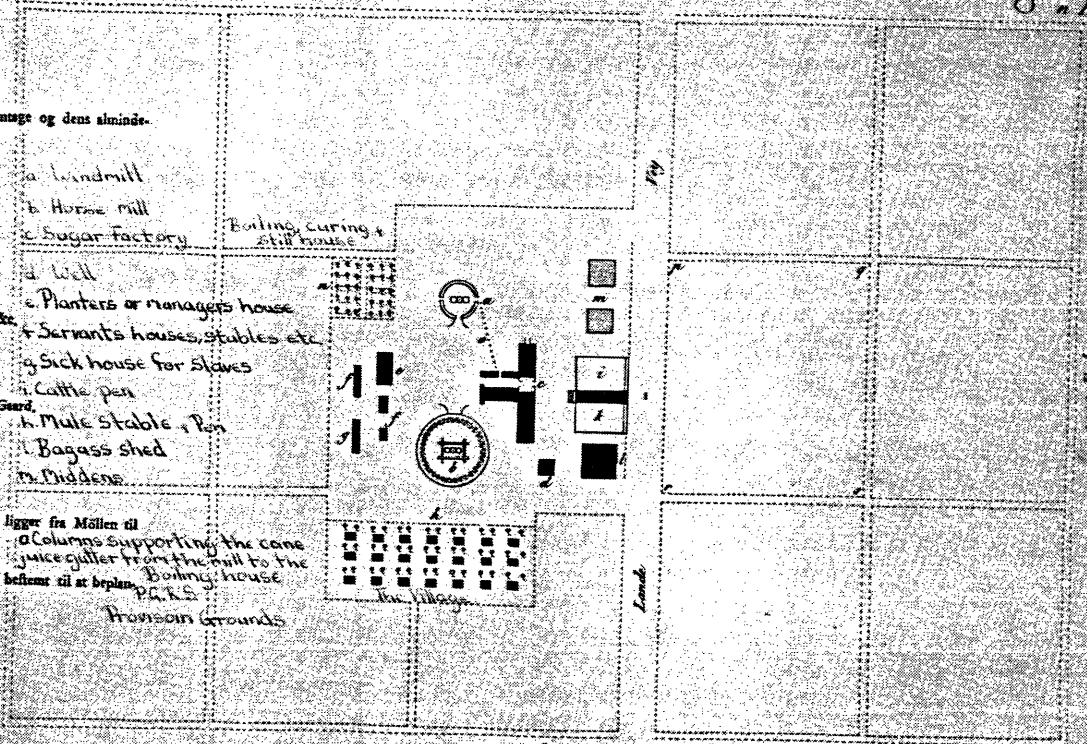 ntage og dens alminde-
a Windmill
b Horse mill
c Sugar Factory
Boiling, curing &
Still house
d Well
e. Planters or managers house
f Servants houses, stables etc
g Sick house for Slaves
i. Cattle pen
Gaard,
k. Mule Stable & Pen
l. Bagass shed
m. Middens
ligger fra Möllen til
o Columns supporting the cane
juice gutter from the mill to the
Boiling house
bestemt til at beplan-
P.G.R.S
Provisoin Grounds
The Village
Vey
Lande
n
a
o
m
c
e
f
f
g
b
i
k
l
d
h
p
q
r
s